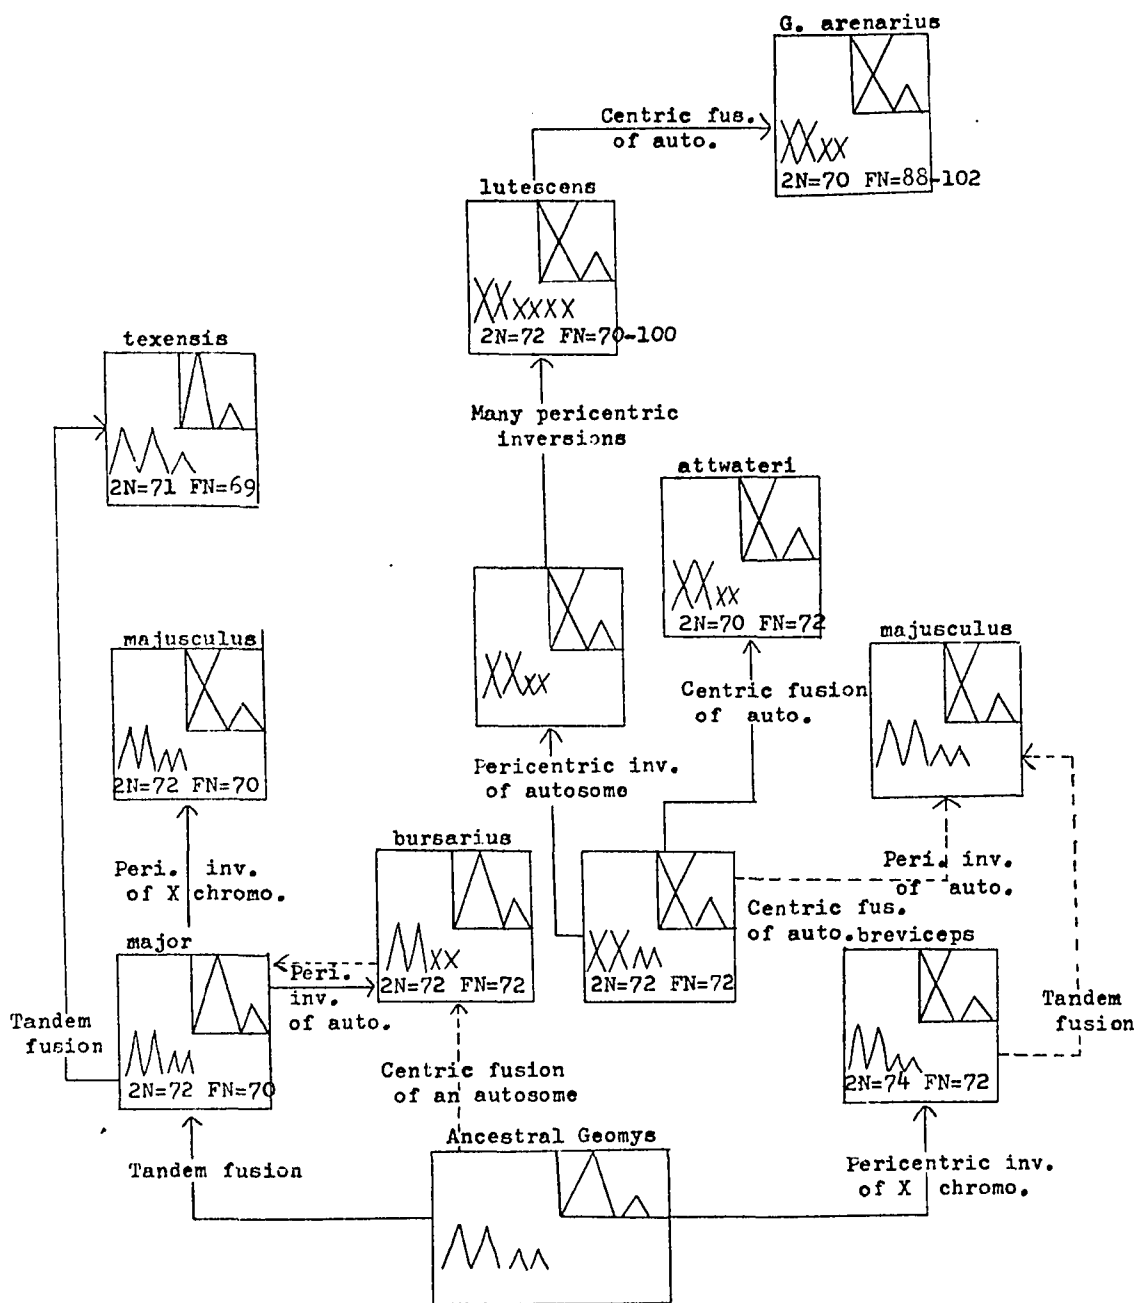 G. arenarius
Centric fus.
of auto.
2N=70 FN=88-102
lutescens
2N=72 FN=70-100
texensis
2N=71 FN=69
Many pericentric
inversions
attwateri
2N=70 FN=72
majusculus
2N=72 FN=70
majusculus
Centric fusion
of auto.
Pericentric inv.
of autosome
Peri. inv.
of X chromo.
bursarius
2N=72 FN=72
Peri. inv.
of auto.
Centric fus.
of auto.
2N=72 FN=72
breviceps
2N=74 FN=72
major
2N=72 FN=70
Peri.
inv.
of auto.
Tandem
fusion
Tandem
fusion
Centric fusion
of an autosome
Ancestral Geomys
Tandem fusion
Pericentric inv.
of X chromo.